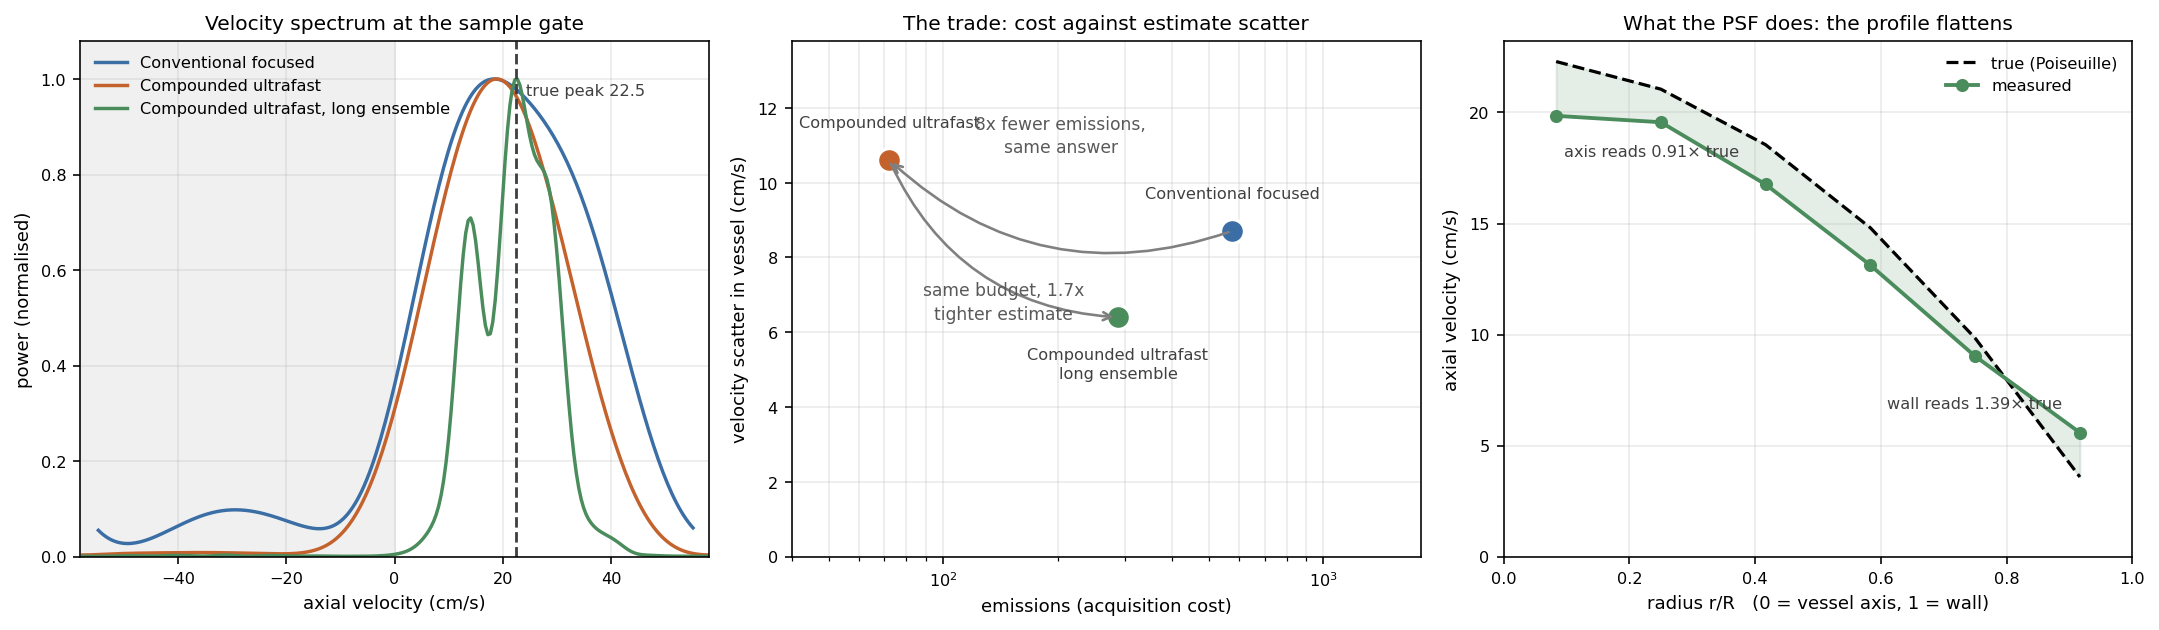 Velocity spectrum at the sample gate
Conventional focused
Compounded ultrafast
Compounded ultrafast, long ensemble
true peak 22.5
1.0
0.8
0.6
0.4
0.2
0.0
power (normalised)
−40
−20
0
20
40
axial velocity (cm/s)
The trade: cost against estimate scatter
Compounded ultrafast
8x fewer emissions,
same answer
Conventional focused
same budget, 1.7x
tighter estimate
Compounded ultrafast
long ensemble
12
10
8
6
4
2
0
velocity scatter in vessel (cm/s)
10²
10³
emissions (acquisition cost)
What the PSF does: the profile flattens
true (Poiseuille)
measured
axis reads 0.91× true
wall reads 1.39× true
20
15
10
5
0
axial velocity (cm/s)
0.0
0.2
0.4
0.6
0.8
1.0
radius r/R (0 = vessel axis, 1 = wall)